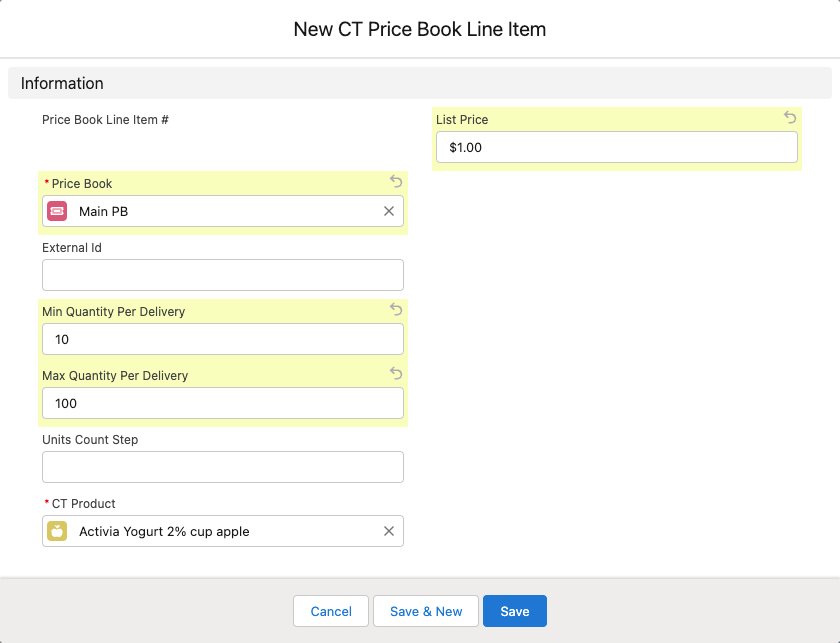 New CT Price Book Line Item
Information
Price Book Line Item #
List Price
$1.00
* Price Book
Main PB
External Id
Min Quantity Per Delivery
10
Max Quantity Per Delivery
100
Units Count Step
* CT Product
Activia Yogurt 2% cup apple
Cancel
Save & New
Save